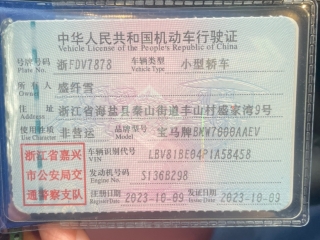 中华人民共和国机动车行驶证
Vehicle License of the People's Republic of China
号牌号码 浙FDV7878 车辆类型 小型轿车
Plate No. Vehicle Type
所有人 盛纤雪
Owner
住址 浙江省海盐县秦山街道丰山村盛家湾9号
Address
使用性质 非营运 品牌型号 宝马牌BKW7600AAEV
浙江省嘉兴市公安局交通警察支队
车辆识别代号 LBV81BE04P1A58458
VIN
发动机号码 S136B298
Engine No.
注册日期 2023-10-09 发证日期 2023-10-09
Register Date Issue Date